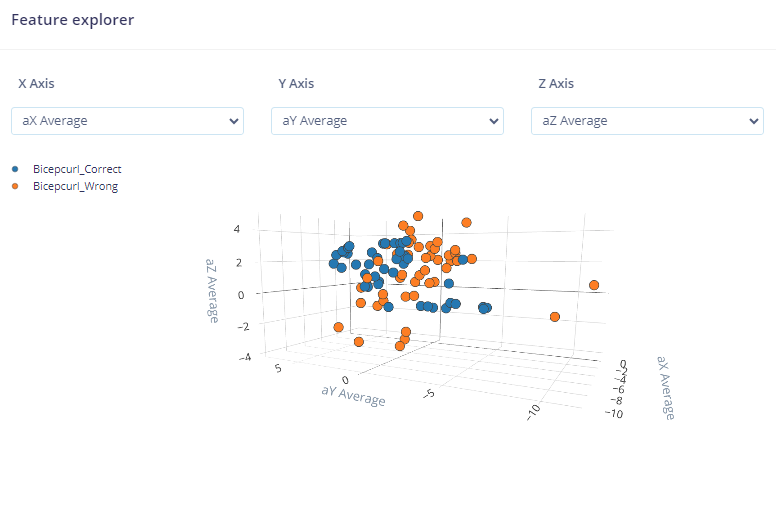 Feature explorer
X Axis
Y Axis
Z Axis
aX Average
aY Average
aZ Average
Bicepcurl_Correct
Bicepcurl_Wrong
4
2
0
−2
−4
aZ Average
5
0
−5
−10
aY Average
0
−2
−4
−6
−8
−10
aX Average